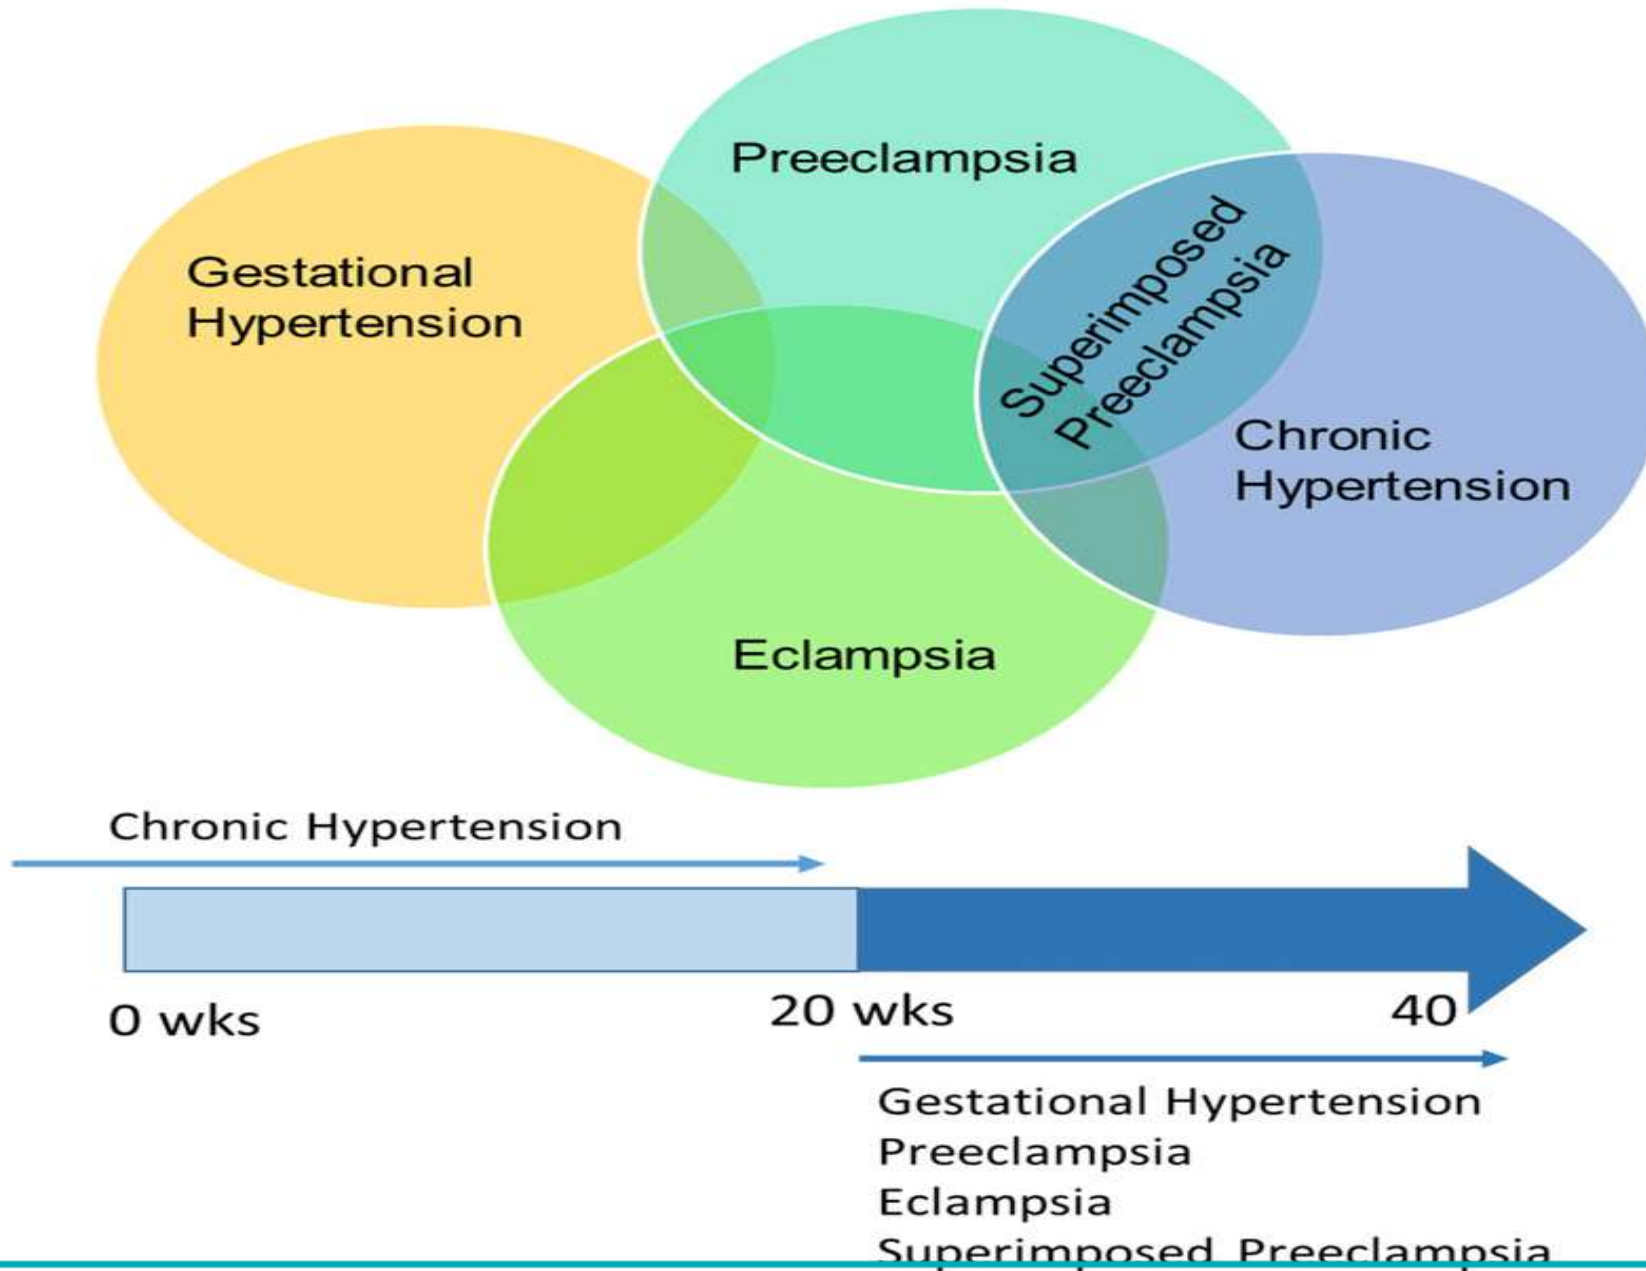 Preeclampsia
Gestational
Hypertension
Superimposed
Preeclampsia
Chronic
Hypertension
Eclampsia
Chronic Hypertension
0 wks
20 wks
40
Gestational Hypertension
Preeclampsia
Eclampsia
Superimposed Preeclampsia